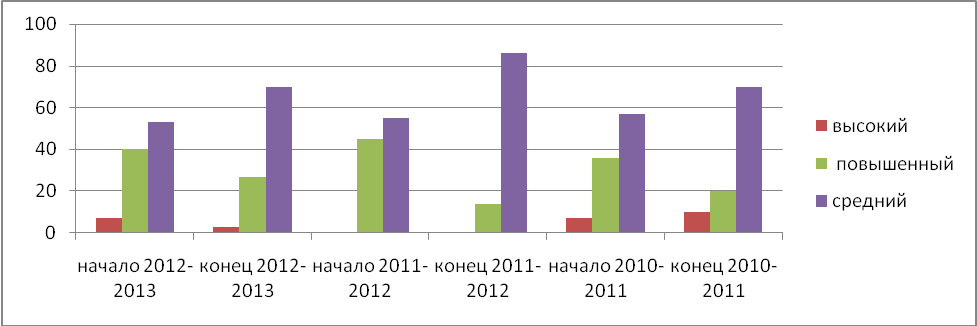 100
80
60
40
20
0
начало 2012-
2013
конец 2012-
2013
начало 2011-
2012
конец 2011-
2012
начало 2010-
2011
конец 2010-
2011
высокий
повышенный
средний